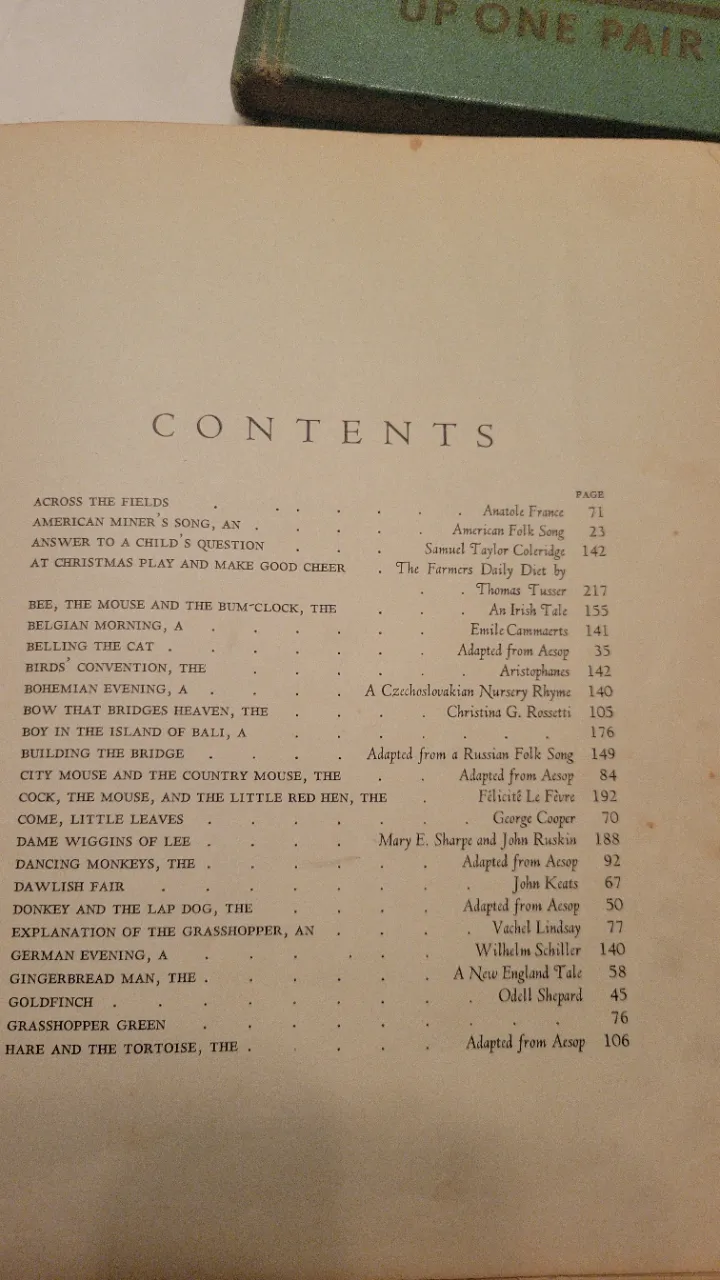 UP ONE PAIR
CONTENTS
PAGE
ACROSS THE FIELDS . . . . . . . Anatole France 71
AMERICAN MINER'S SONG, AN . . . . . American Folk Song 23
ANSWER TO A CHILD'S QUESTION . . . Samuel Taylor Coleridge 142
AT CHRISTMAS PLAY AND MAKE GOOD CHEER . The Farmers Daily Diet by
. . Thomas Tusser 217
BEE, THE MOUSE AND THE BUM-CLOCK, THE . . . An Irish Tale 155
BELGIAN MORNING, A . . . . . . Emile Cammaerts 141
BELLING THE CAT . . . . . . . Adapted from Aesop 35
BIRDS' CONVENTION, THE . . . . . . Aristophanes 142
BOHEMIAN EVENING, A . . . . A Czechoslovakian Nursery Rhyme 140
BOW THAT BRIDGES HEAVEN, THE . . . . Christina G. Rossetti 105
BOY IN THE ISLAND OF BALI, A . . . . . . . 176
BUILDING THE BRIDGE . . . . Adapted from a Russian Folk Song 149
CITY MOUSE AND THE COUNTRY MOUSE, THE . . Adapted from Aesop 84
COCK, THE MOUSE, AND THE LITTLE RED HEN, THE . Félicité Le Fèvre 192
COME, LITTLE LEAVES . . . . . . . George Cooper 70
DAME WIGGINS OF LEE . . . . Mary E. Sharpe and John Ruskin 188
DANCING MONKEYS, THE . . . . . . Adapted from Aesop 92
DAWLISH FAIR . . . . . . . . John Keats 67
DONKEY AND THE LAP DOG, THE . . . . Adapted from Aesop 50
EXPLANATION OF THE GRASSHOPPER, AN . . . . Vachel Lindsay 77
GERMAN EVENING, A . . . . . . Wilhelm Schiller 140
GINGERBREAD MAN, THE . . . . . . A New England Tale 58
GOLDFINCH . . . . . . . . . Odell Shepard 45
GRASSHOPPER GREEN . . . . . . . . . 76
HARE AND THE TORTOISE, THE . . . . . Adapted from Aesop 106